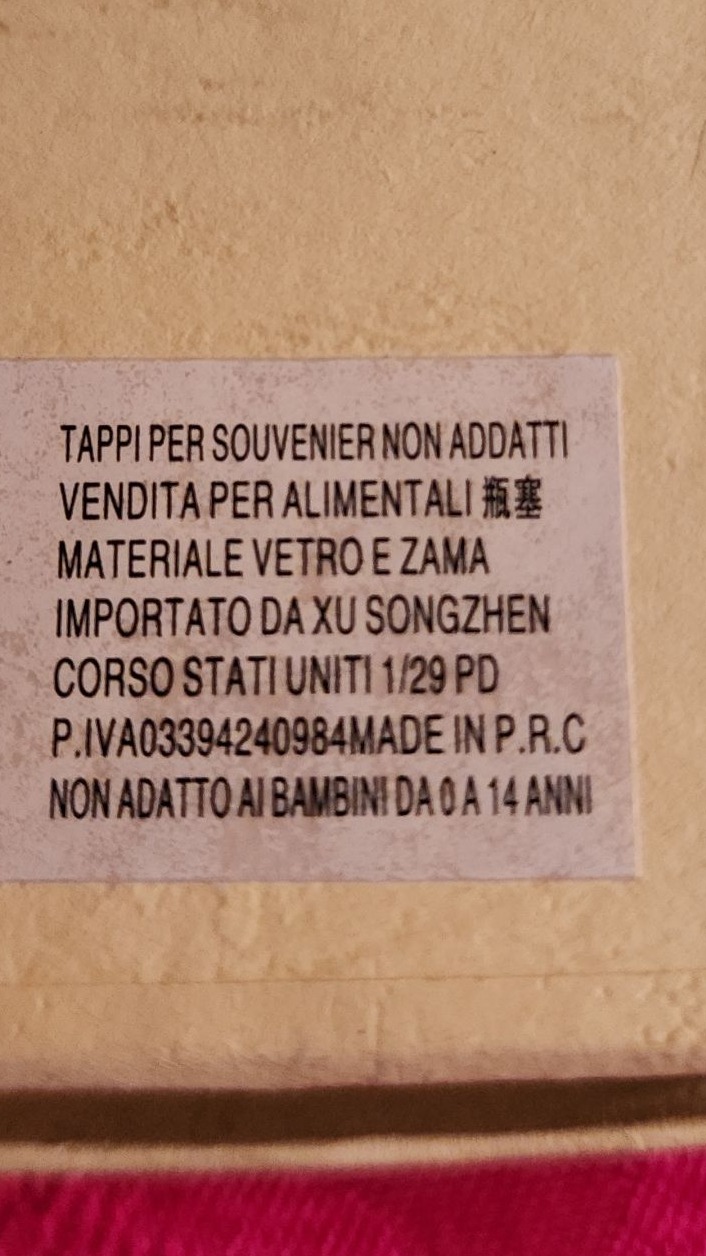 TAPPI PER SOUVENIER NON ADDATTI
VENDITA PER ALIMENTALI 瓶塞
MATERIALE VETRO E ZAMA
IMPORTATO DA XU SONGZHEN
CORSO STATI UNITI 1/29 PD
P.IVA03394240984MADE IN P.R.C
NON ADATTO AI BAMBINI DA 0 A 14 ANNI